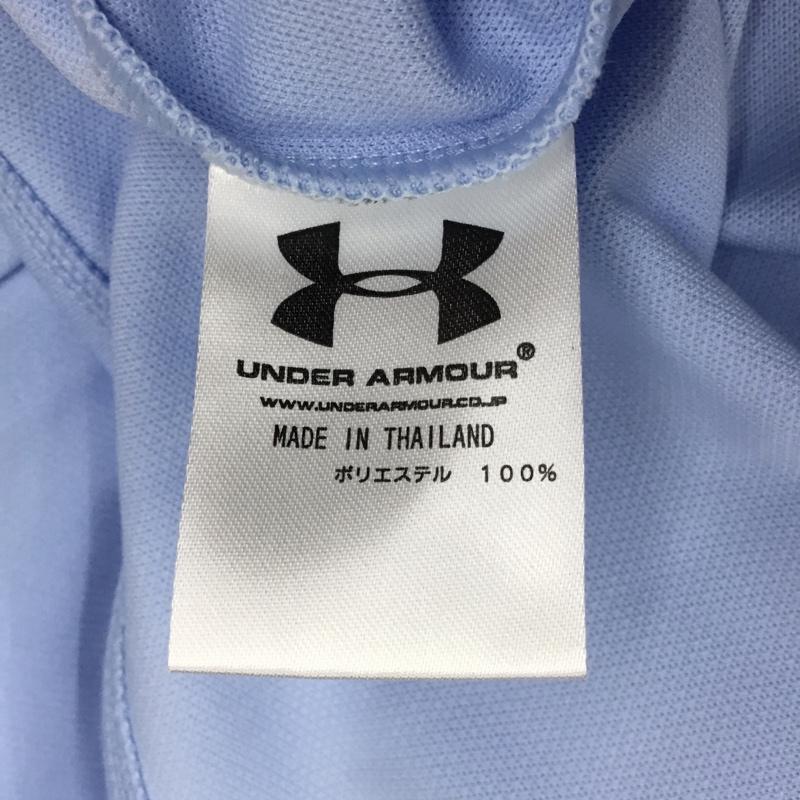 UNDER ARMOUR®
WWW.UNDERARMOUR.CO.JP
MADE IN THAILAND
ポリエステル 100%